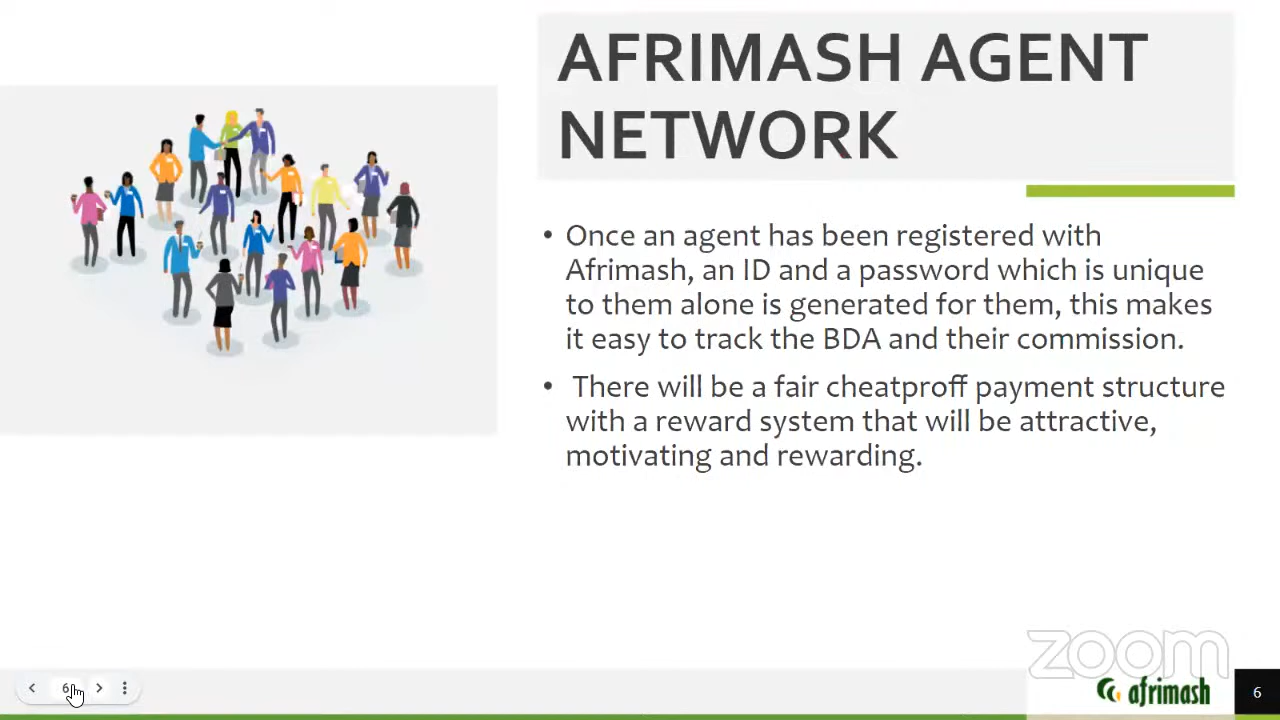 AFRIMASH AGENT
NETWORK
• Once an agent has been registered with
Afrimash, an ID and a password which is unique
to them alone is generated for them, this makes
it easy to track the BDA and their commission.
• There will be a fair cheatproff payment structure
with a reward system that will be attractive,
motivating and rewarding.
zoom
6
afrimash
6